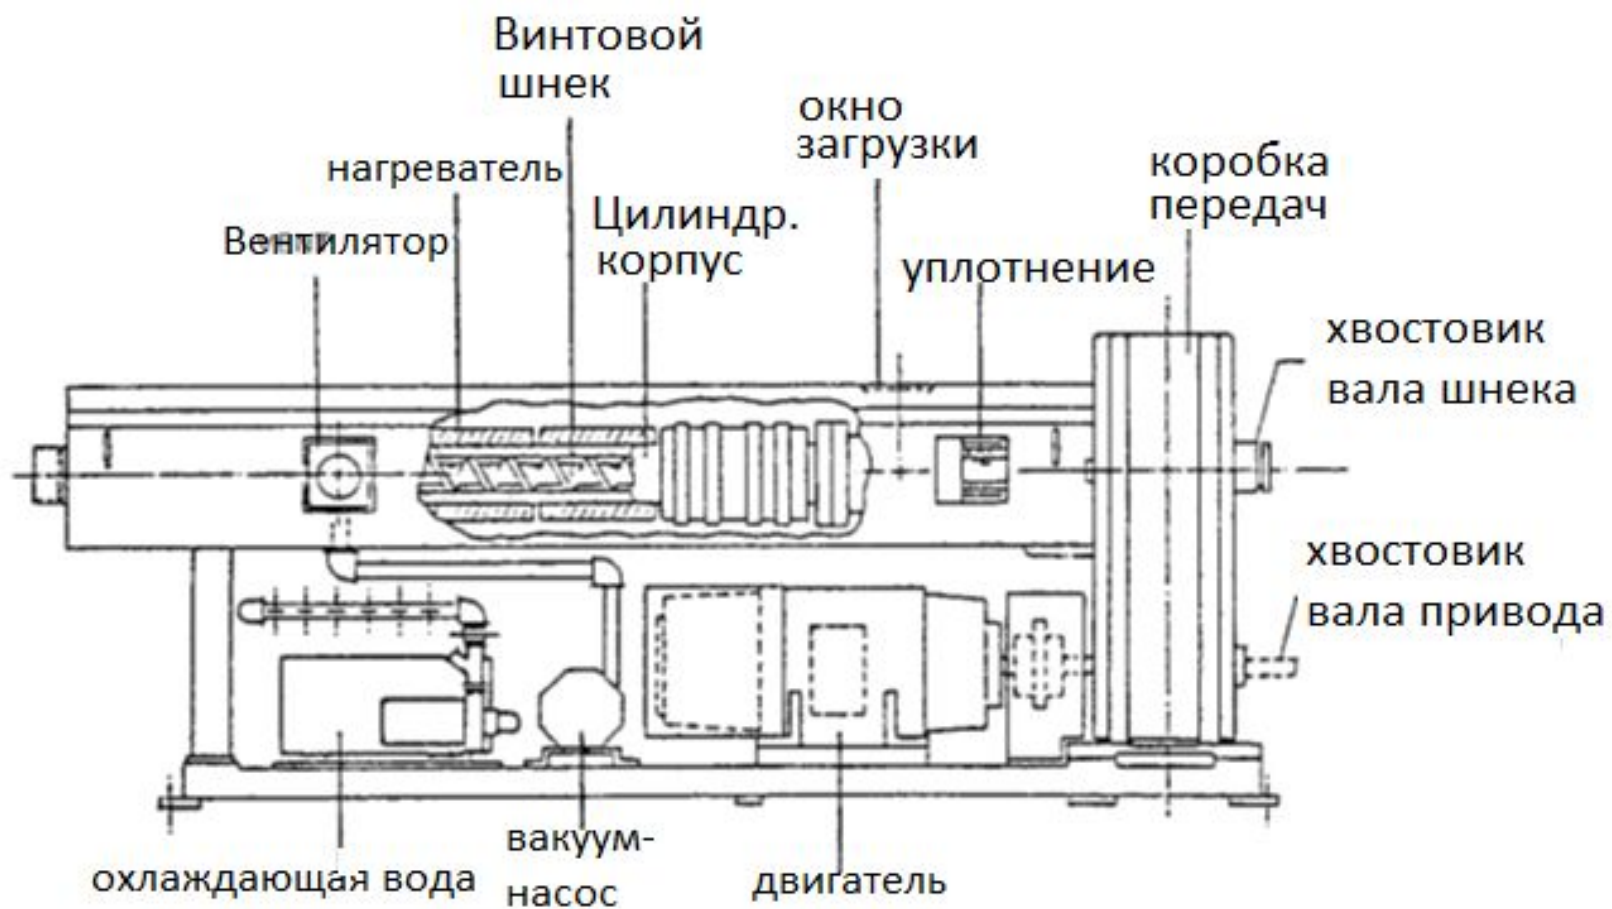 Винтовой
шнек
окно
загрузки
нагреватель
коробка
передач
Цилиндр.
корпус
Вентилятор
уплотнение
хвостовик
вала шнека
хвостовик
вала привода
вакуум-
насос
охлаждающая вода
двигатель